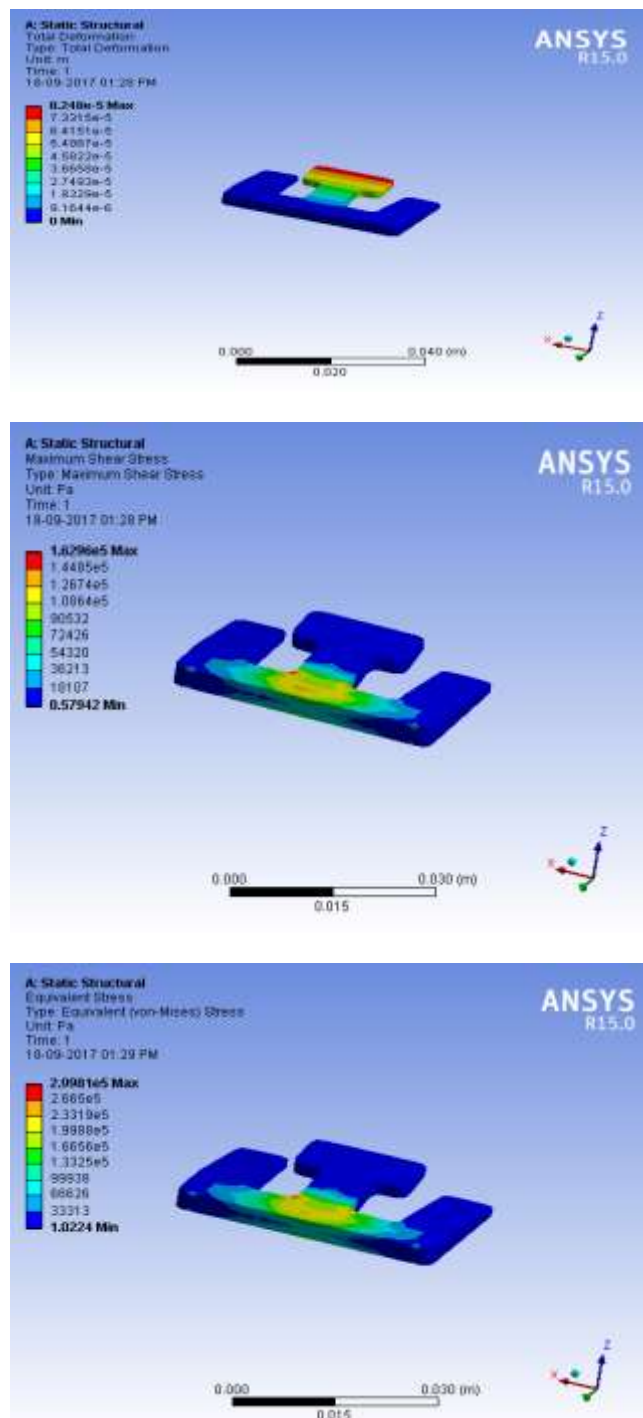 A: Static Structural
Total Deformation
Type: Total Deformation
Unit: m
Time: 1
18-09-2017 01:28 PM
ANSYS
R15.0
8.248e-5 Max
7.3315e-5
6.4151e-5
5.4987e-5
4.5822e-5
3.6658e-5
2.7493e-5
1.8329e-5
9.1644e-6
0 Min
Z
X
0.000 0.040 (m)
0.020
A: Static Structural
Maximum Shear Stress
Type: Maximum Shear Stress
Unit: Pa
Time: 1
18-09-2017 01:28 PM
ANSYS
R15.0
1.6296e5 Max
1.4485e5
1.2674e5
1.0864e5
90532
72426
54320
36213
18107
0.57942 Min
Z
X
0.000 0.030 (m)
0.015
A: Static Structural
Equivalent Stress
Type: Equivalent (von-Mises) Stress
Unit: Pa
Time: 1
18-09-2017 01:29 PM
ANSYS
R15.0
2.0981e5 Max
2.665e5
2.3319e5
1.9988e5
1.6656e5
1.3325e5
99938
66626
33313
1.0224 Min
Z
X
0.000 0.030 (m)
0.015